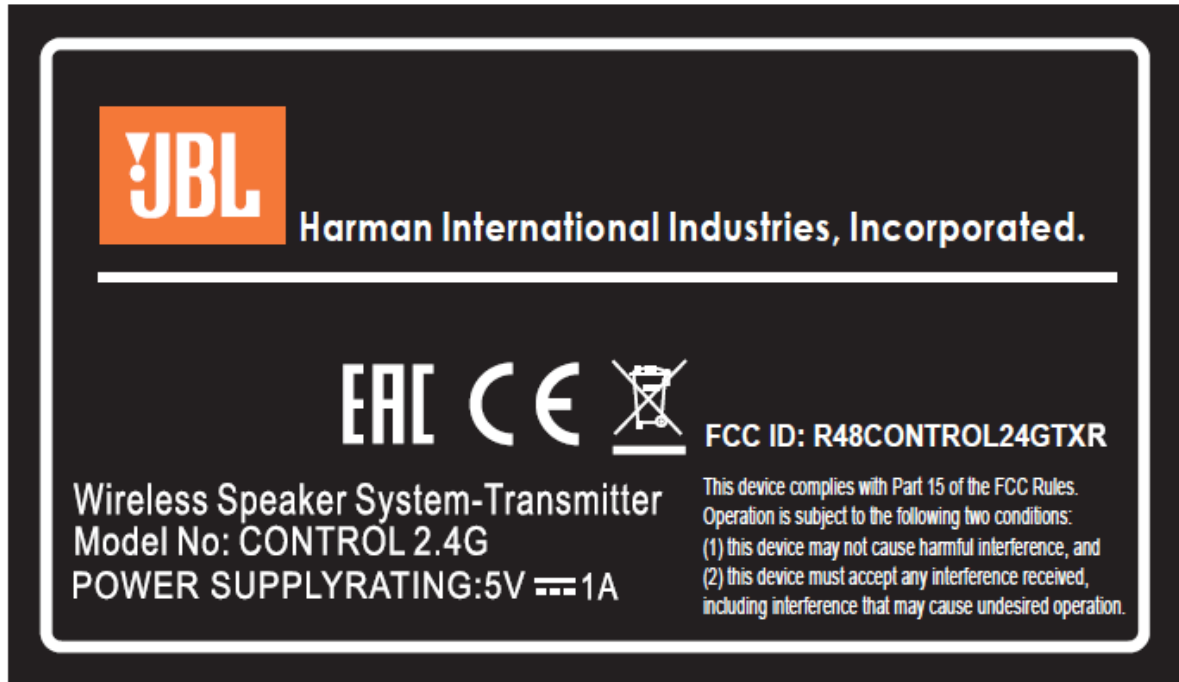 JBL
Harman International Industries, Incorporated.
EAC CE
FCC ID: R48CONTROL24GTXR
Wireless Speaker System-Transmitter
Model No: CONTROL 2.4G
POWER SUPPLYRATING:5V ⎓ 1A
This device complies with Part 15 of the FCC Rules.
Operation is subject to the following two conditions:
(1) this device may not cause harmful interference, and
(2) this device must accept any interference received,
including interference that may cause undesired operation.